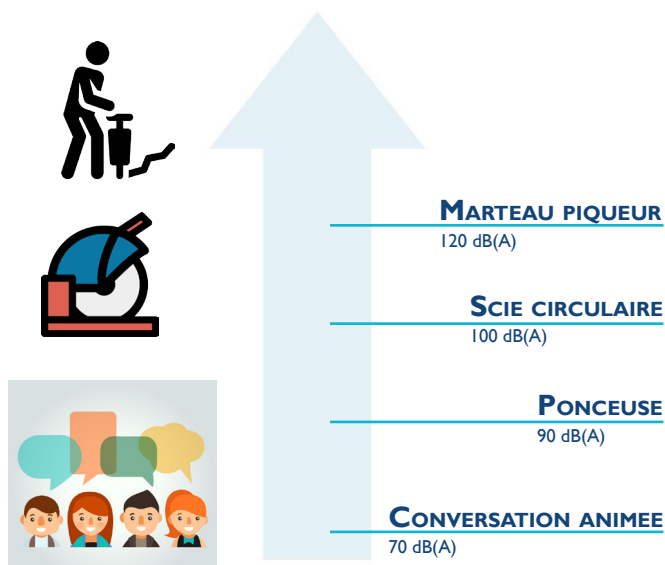 MARTEAU PIQUEUR
120 dB(A)
SCIE CIRCULAIRE
100 dB(A)
PONCEUSE
90 dB(A)
CONVERSATION ANIMEE
70 dB(A)